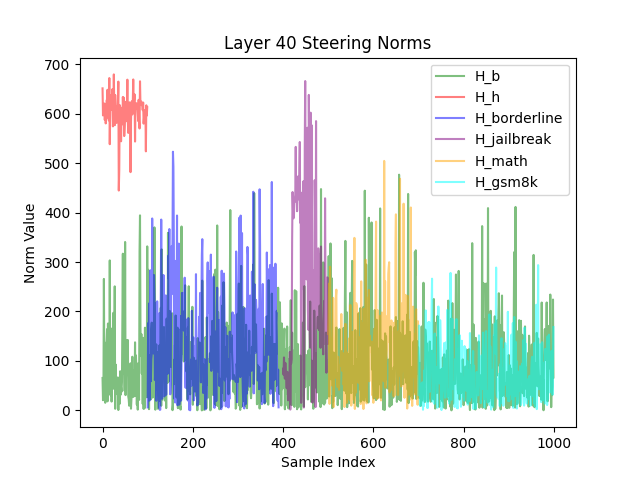 Layer 40 Steering Norms
700
600
500
400
300
200
100
0
Norm Value
H_b
H_h
H_borderline
H_jailbreak
H_math
H_gsm8k
0
200
400
600
800
1000
Sample Index